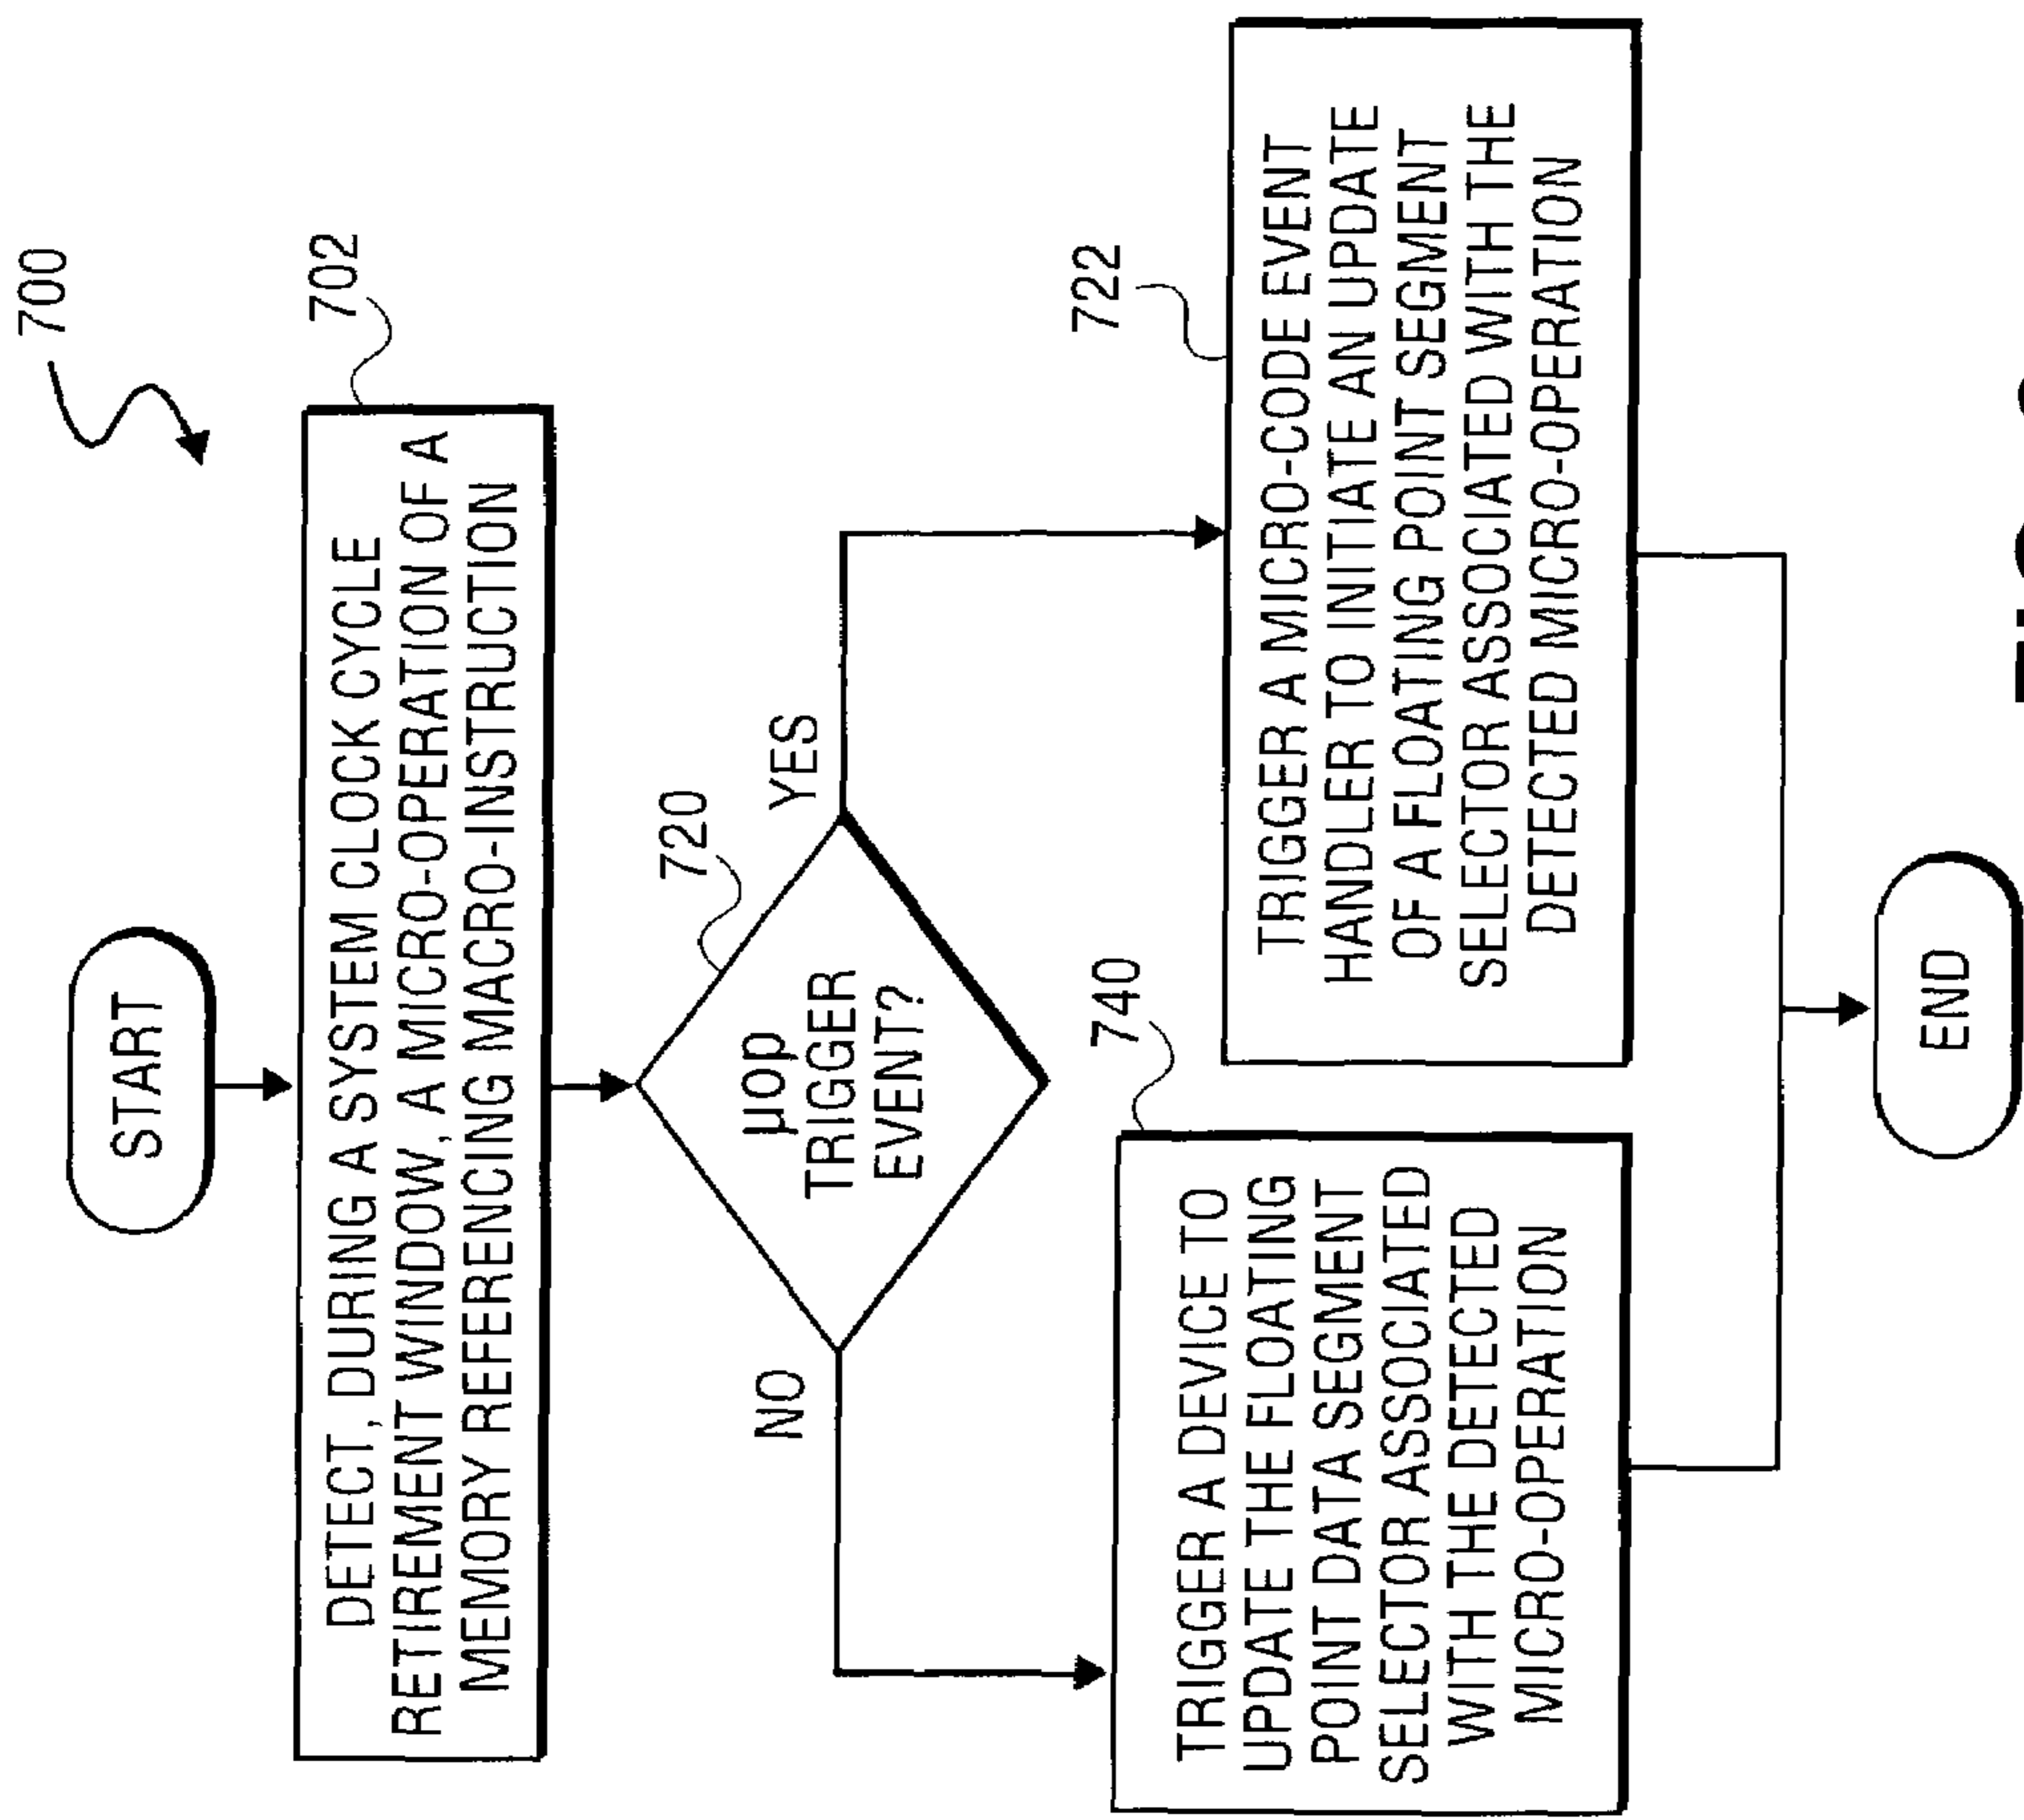 700
START
702
DETECT, DURING A SYSTEM CLOCK CYCLE
RETIREMENT WINDOW, A MICRO-OPERATION OF A
MEMORY REFERENCING MACRO-INSTRUCTION
720
µop
TRIGGER
EVENT?
NO
YES
740
TRIGGER A DEVICE TO
UPDATE THE FLOATING
POINT DATA SEGMENT
SELECTOR ASSOCIATED
WITH THE DETECTED
MICRO-OPERATION
722
TRIGGER A MICRO-CODE EVENT
HANDLER TO INITIATE AN UPDATE
OF A FLOATING POINT SEGMENT
SELECTOR ASSOCIATED WITH THE
DETECTED MICRO-OPERATION
END